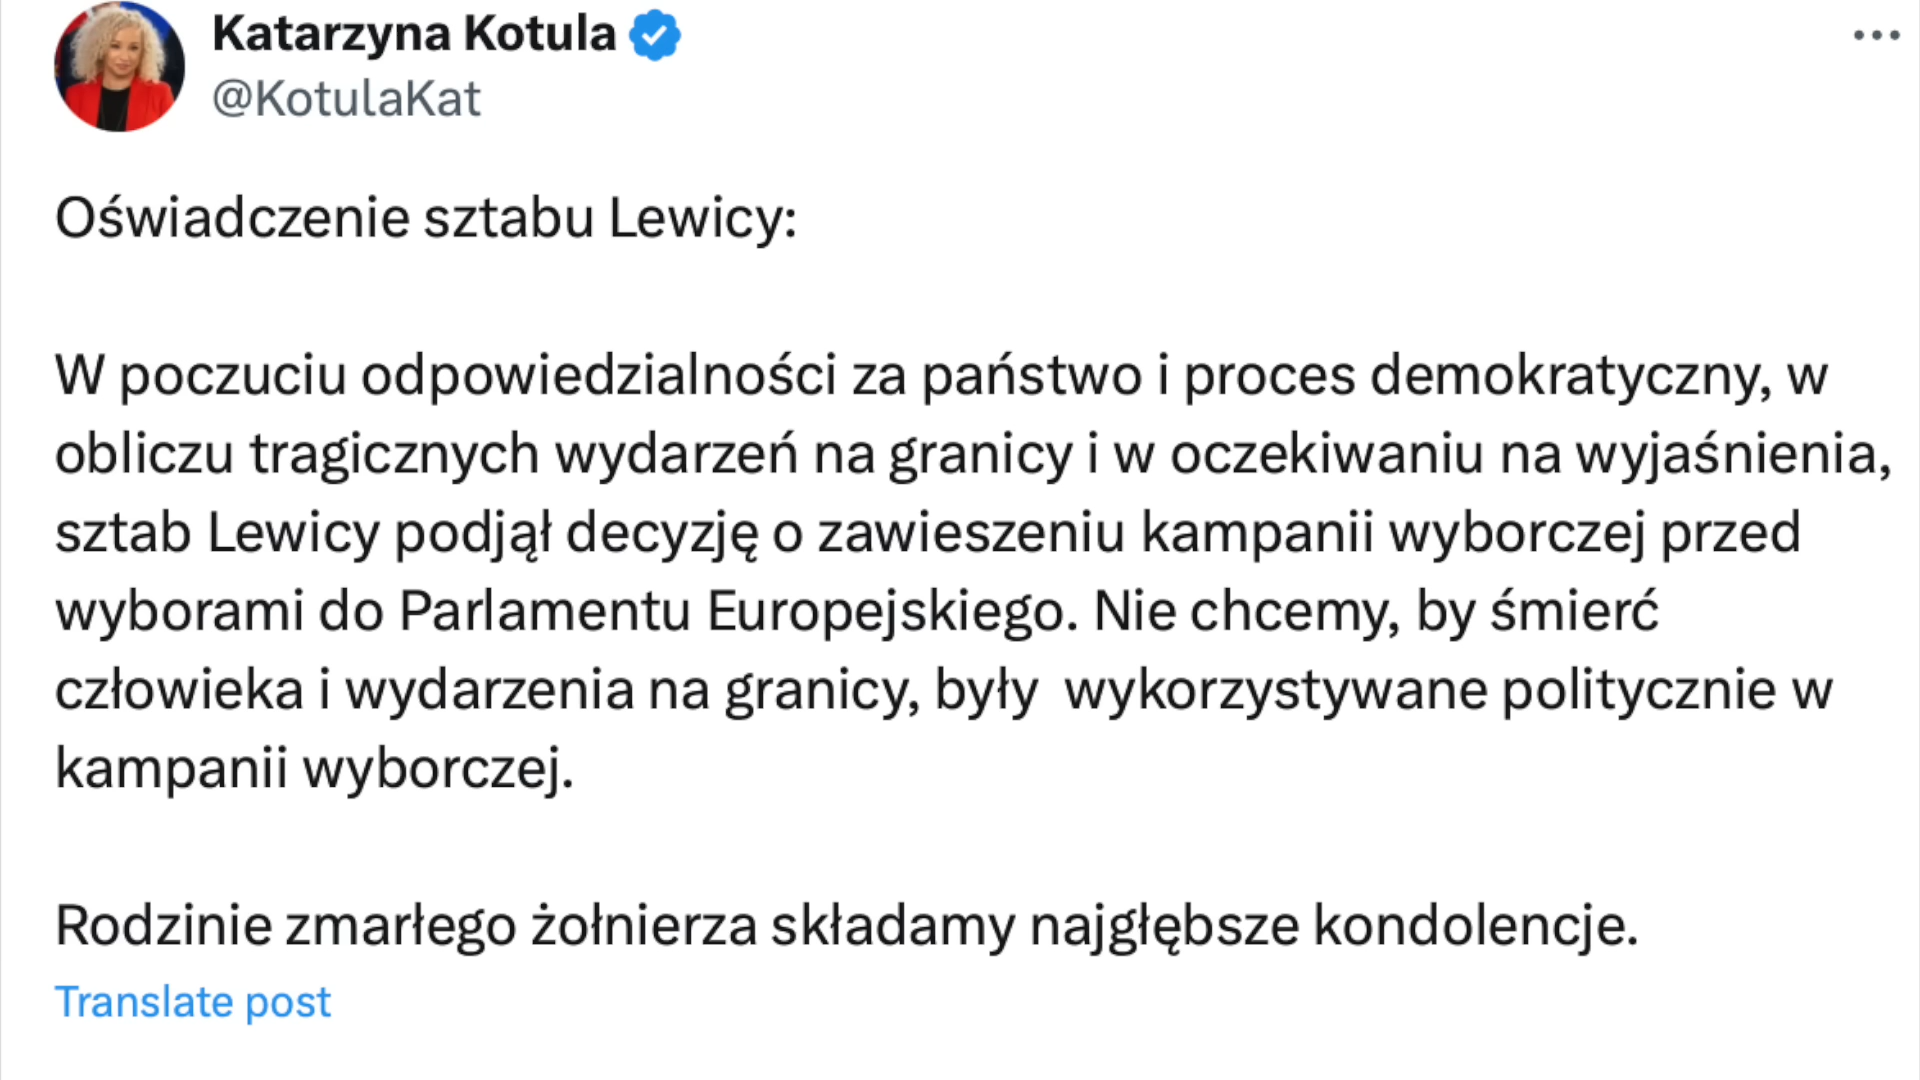 Katarzyna Kotula
@KotulaKat
Oświadczenie sztabu Lewicy:
W poczuciu odpowiedzialności za państwo i proces demokratyczny, w
obliczu tragicznych wydarzeń na granicy i w oczekiwaniu na wyjaśnienia,
sztab Lewicy podjął decyzję o zawieszeniu kampanii wyborczej przed
wyborami do Parlamentu Europejskiego. Nie chcemy, by śmierć
człowieka i wydarzenia na granicy, były  wykorzystywane politycznie w
kampanii wyborczej.
Rodzinie zmarłego żołnierza składamy najgłębsze kondolencje.
Translate post